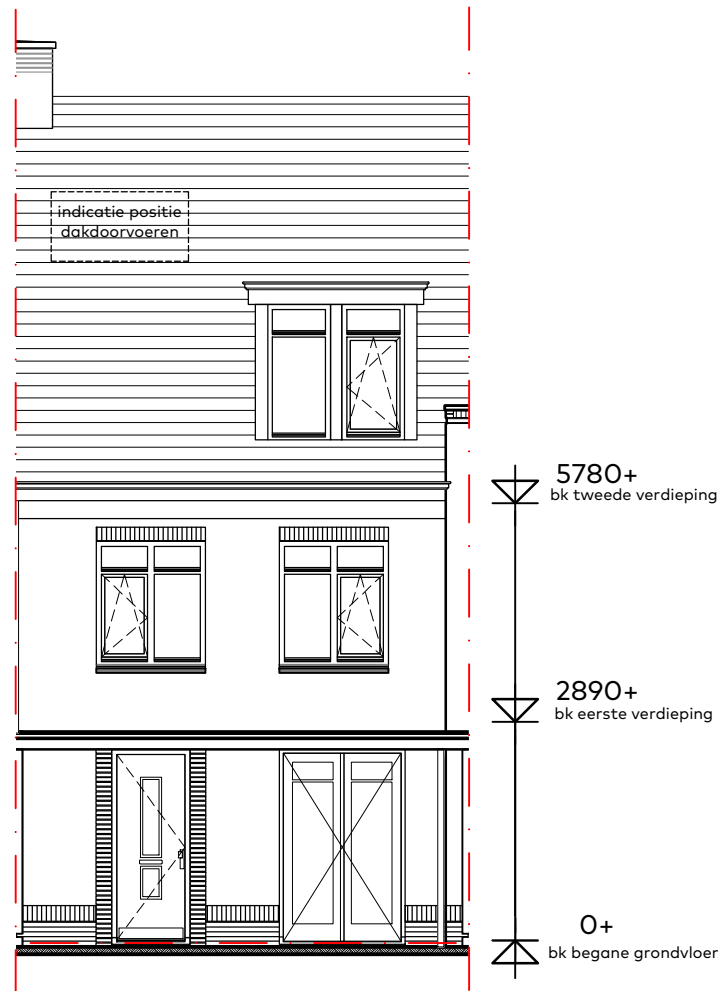 indicatie positie
dakdoorvoeren
5780+
bk tweede verdieping
2890+
bk eerste verdieping
0+
bk begane grondvloer